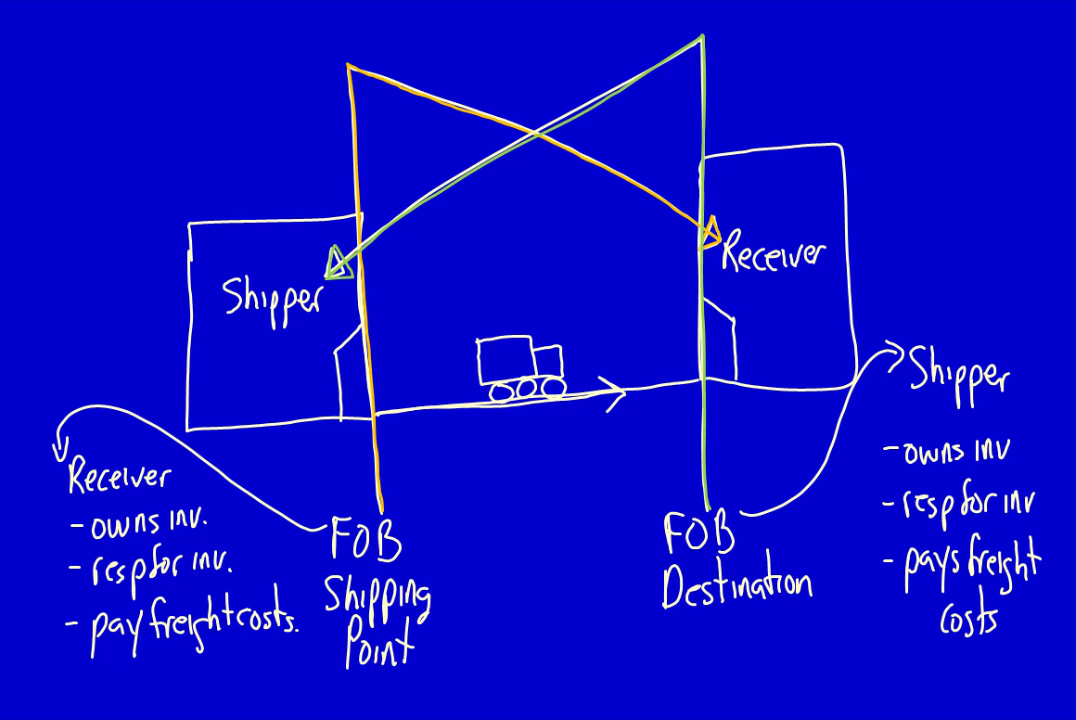 Shipper
Receiver
Receiver
- owns inv.
- resp for inv.
- pay freight costs.
FOB
Shipping
Point
FOB
Destination
Shipper
- owns inv
- resp for inv
- pays freight
costs